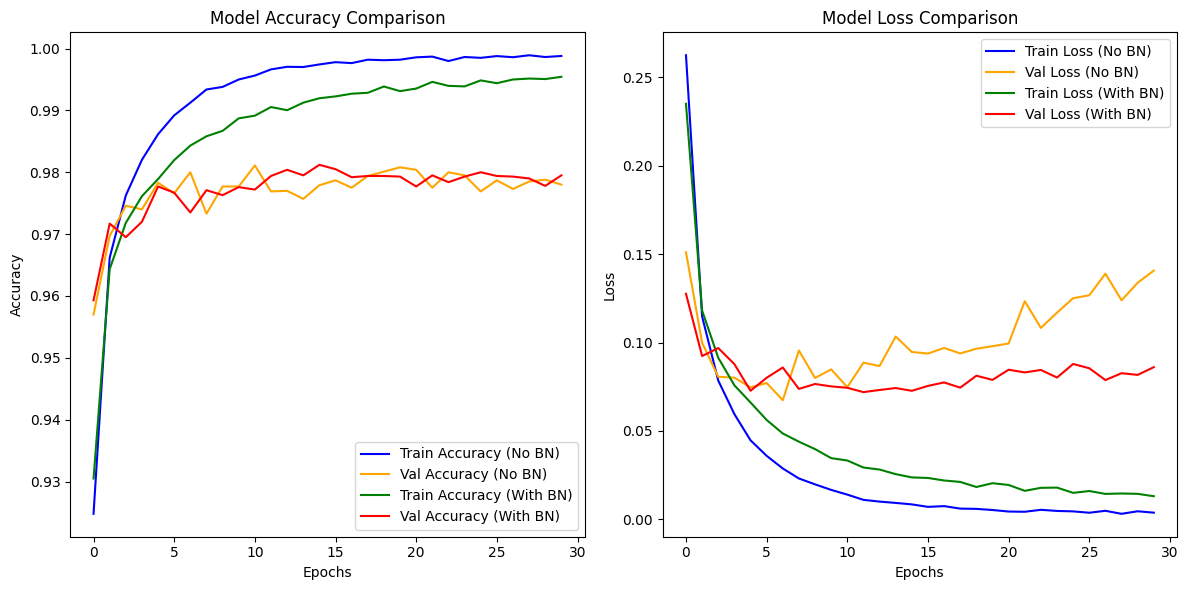 Model Accuracy Comparison
1.00
0.99
0.98
0.97
0.96
0.95
0.94
0.93
Accuracy
Train Accuracy (No BN)
Val Accuracy (No BN)
Train Accuracy (With BN)
Val Accuracy (With BN)
0 5 10 15 20 25 30
Epochs
Model Loss Comparison
Train Loss (No BN)
Val Loss (No BN)
Train Loss (With BN)
Val Loss (With BN)
0.25
0.20
0.15
0.10
0.05
0.00
Loss
0 5 10 15 20 25 30
Epochs